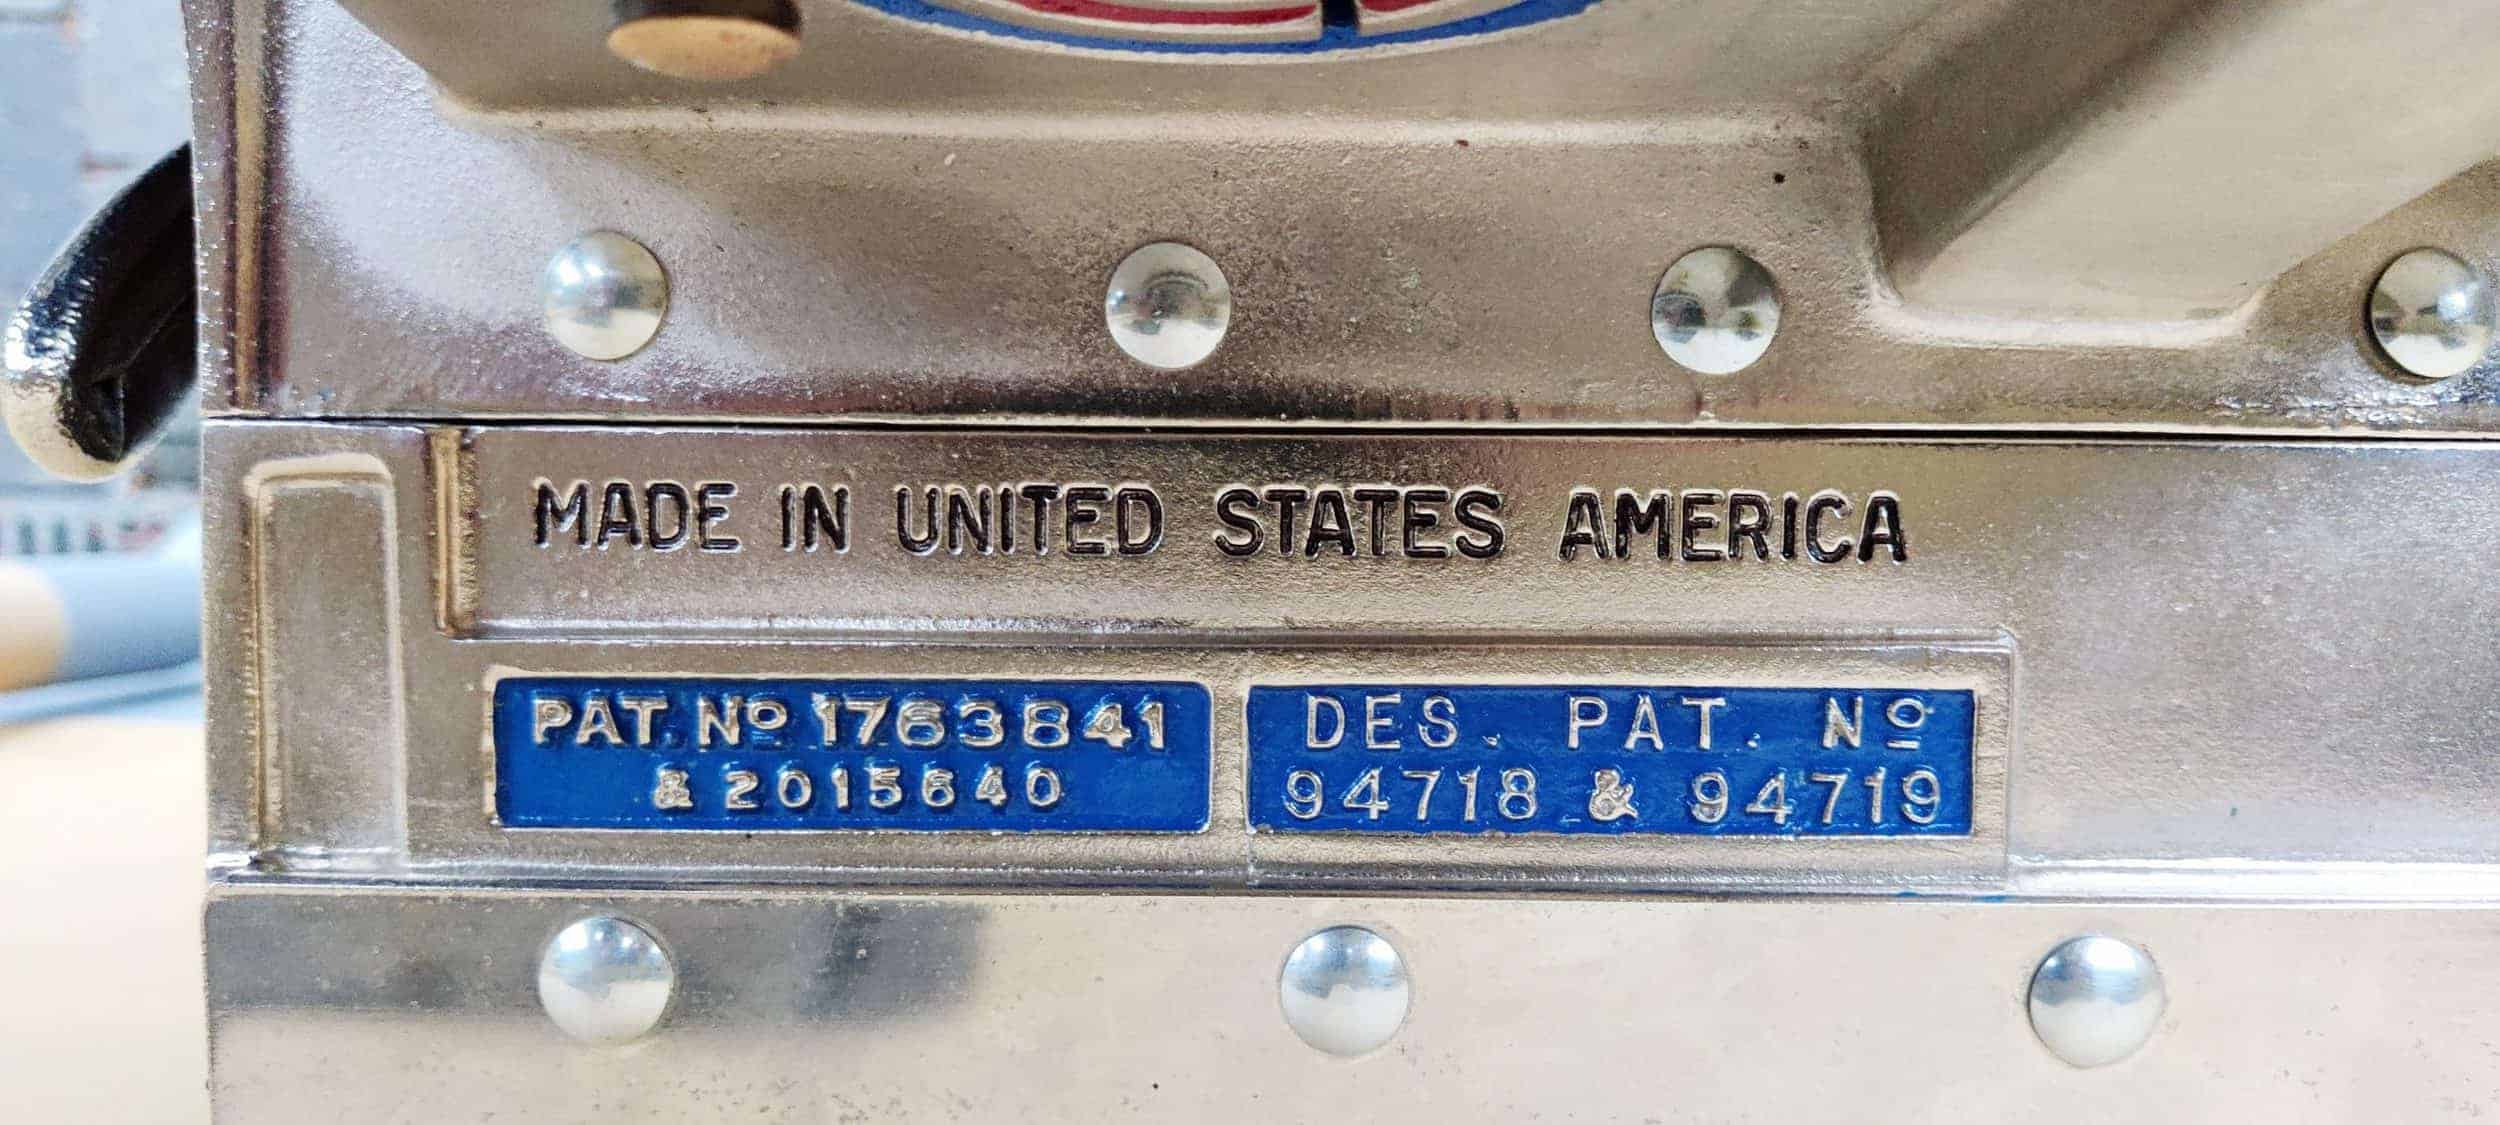 MADE IN UNITED STATES AMERICA
PAT. Nº 1763841
& 2015640
DES. PAT. Nº
94718 & 94719